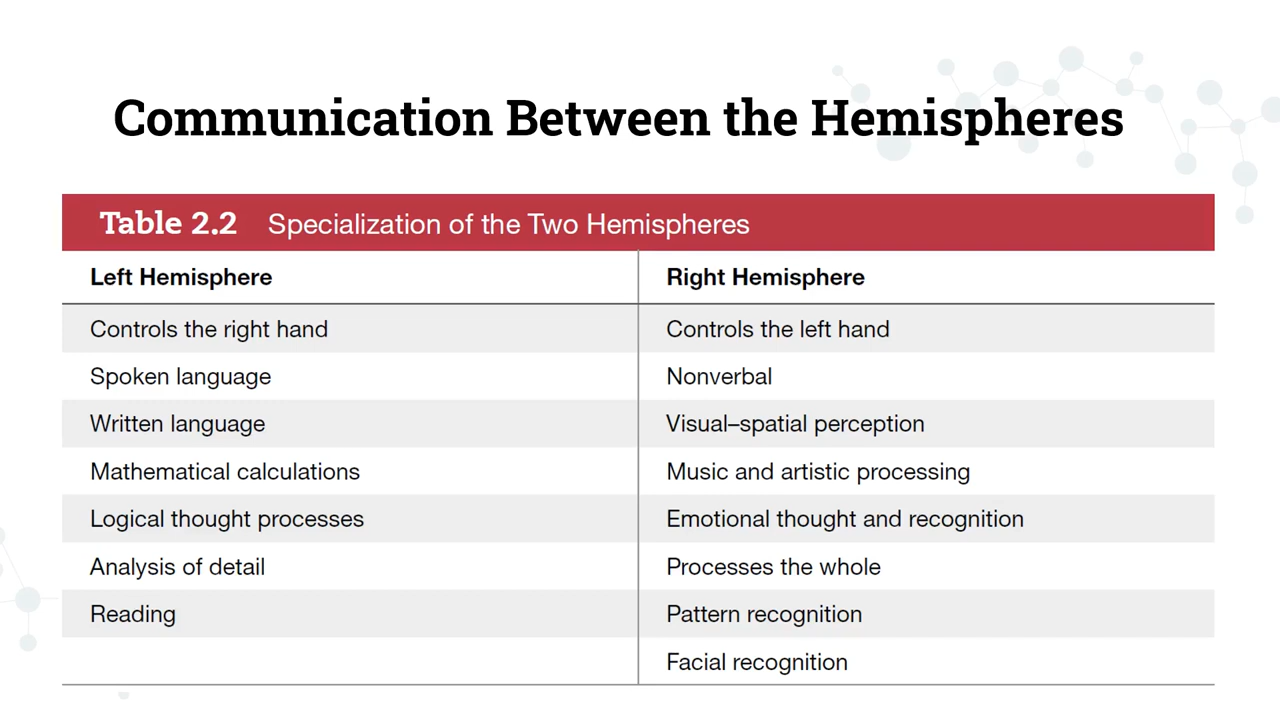 Communication Between the Hemispheres
Table 2.2 Specialization of the Two Hemispheres
Left Hemisphere Right Hemisphere
Controls the right hand Controls the left hand
Spoken language Nonverbal
Written language Visual–spatial perception
Mathematical calculations Music and artistic processing
Logical thought processes Emotional thought and recognition
Analysis of detail Processes the whole
Reading Pattern recognition
Facial recognition